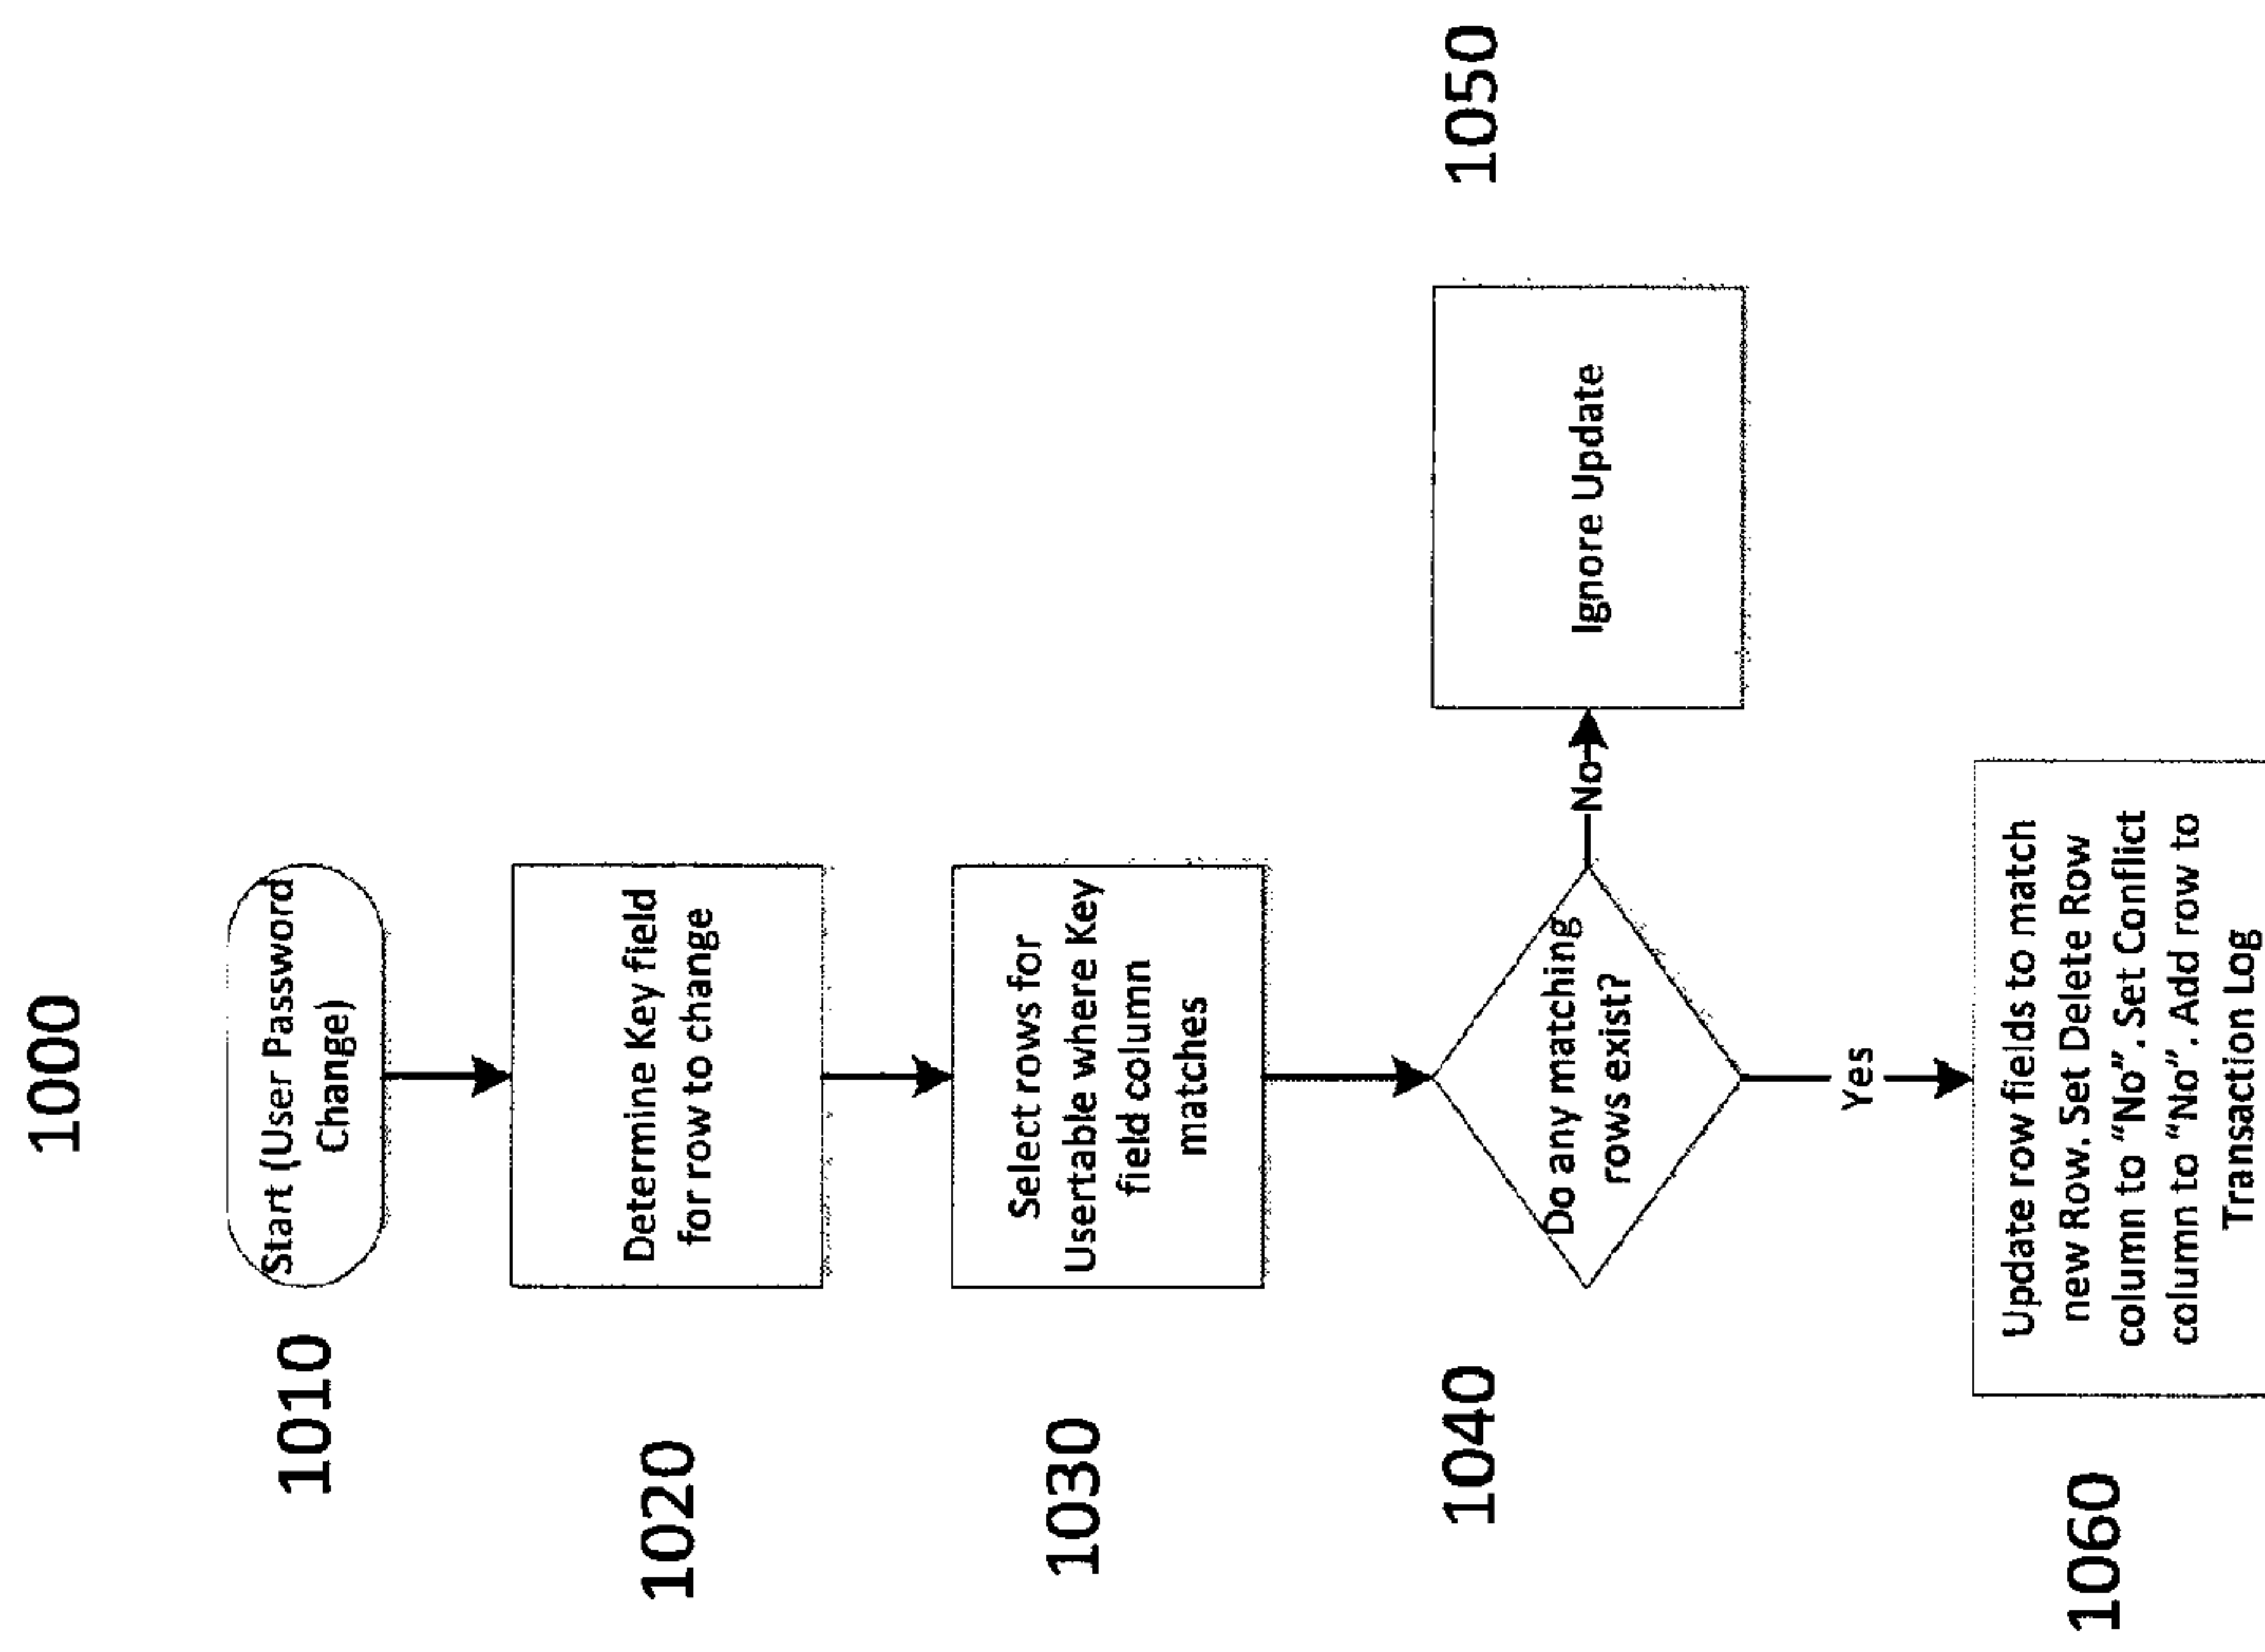 1000
1010
Start (User Password
Change)
1020
Determine Key field
for row to change
1030
Select rows for
Usertable where Key
field column
matches
1040
Do any matching
rows exist?
No
1050
Ignore Update
Yes
1060
Update row fields to match
new Row. Set Delete Row
column to “No”. Set Conflict
column to “No”. Add row to
Transaction Log